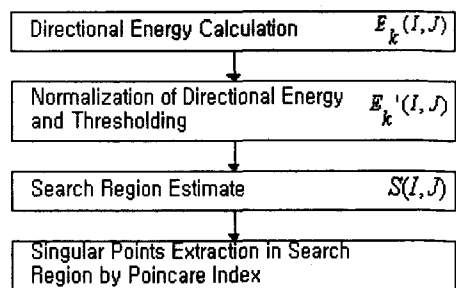 Directional Energy Calculation E_k(I,J)
Normalization of Directional Energy E_k'(I,J)
and Thresholding
Search Region Estimate S(I,J)
Singular Points Extraction in Search
Region by Poincare Index